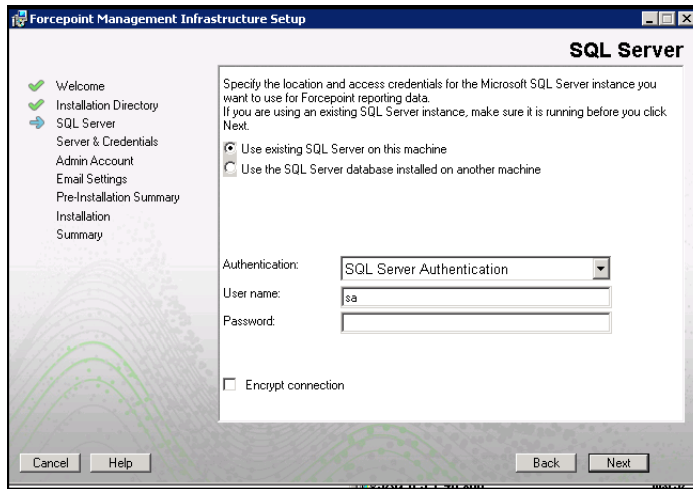 Forcepoint Management Infrastructure Setup
SQL Server
Welcome
Installation Directory
SQL Server
Server & Credentials
Admin Account
Email Settings
Pre-Installation Summary
Installation
Summary
Specify the location and access credentials for the Microsoft SQL Server instance you
want to use for Forcepoint reporting data.
If you are using an existing SQL Server instance, make sure it is running before you click
Next.
Use existing SQL Server on this machine
Use the SQL Server database installed on another machine
Authentication:
SQL Server Authentication
User name:
sa
Password:
Encrypt connection
Cancel
Help
Back
Next